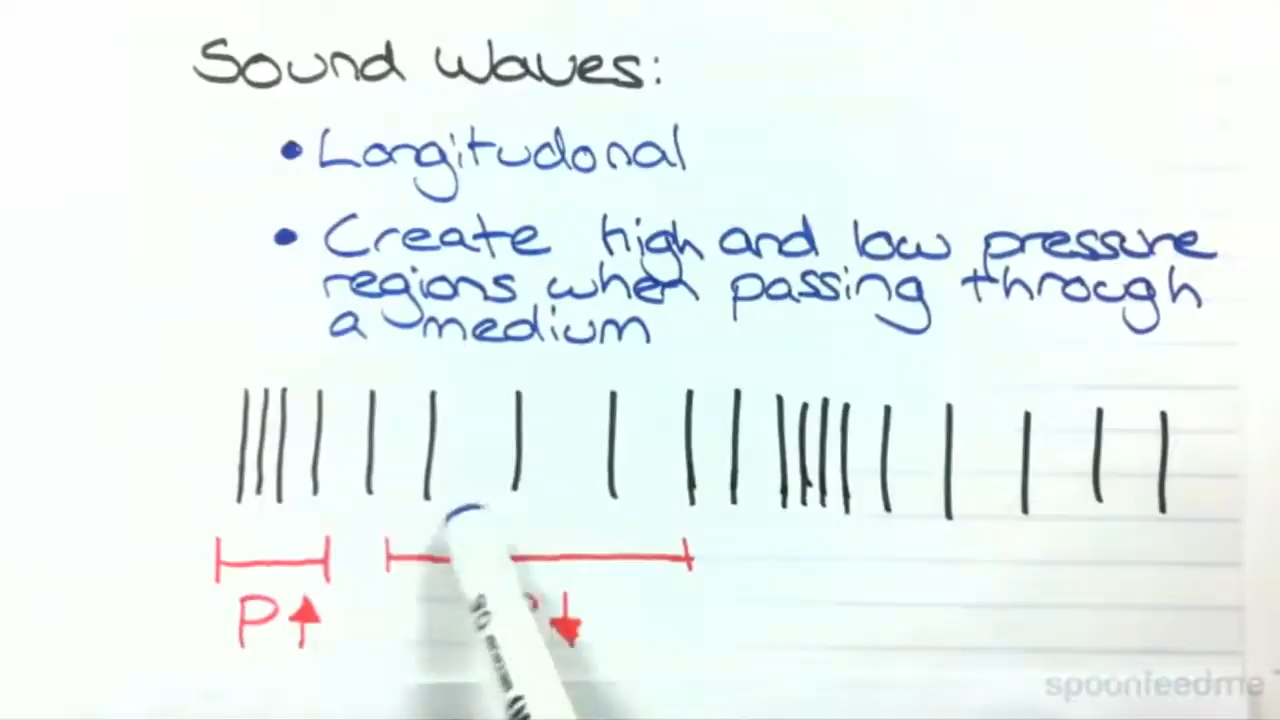 Sound Waves:
• Longitudonal
• Create high and low pressure
regions when passing through
a medium
P↑
↓
spoonfeedme